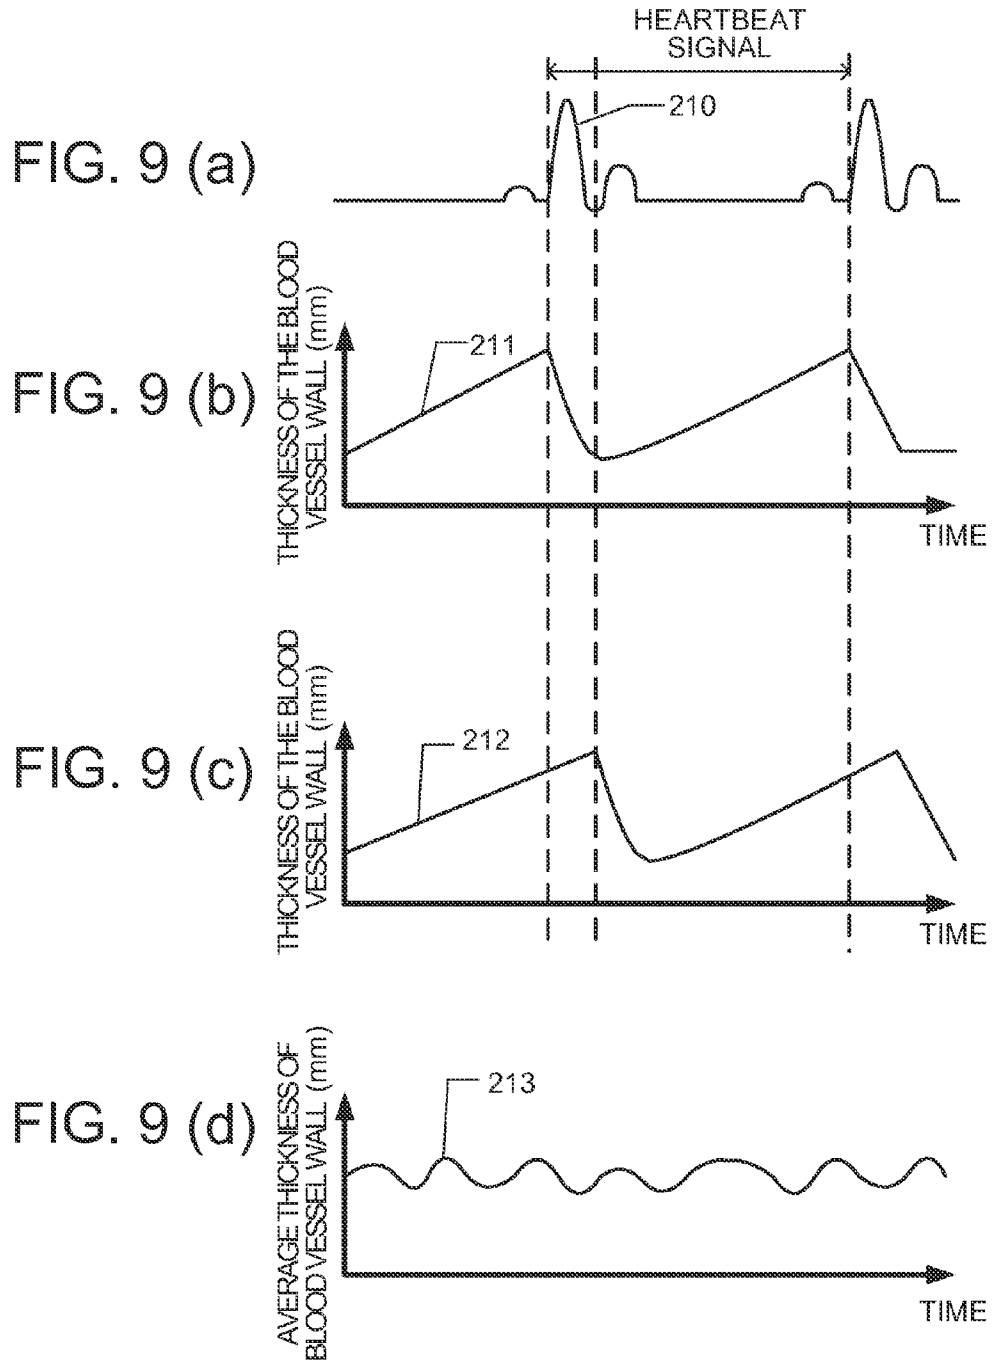 HEARTBEAT
SIGNAL
210
FIG. 9 (a)
THICKNESS OF THE BLOOD
VESSEL WALL (mm)
211
FIG. 9 (b)
TIME
THICKNESS OF THE BLOOD
VESSEL WALL (mm)
212
FIG. 9 (c)
TIME
AVERAGE THICKNESS OF
BLOOD VESSEL WALL (mm)
213
FIG. 9 (d)
TIME